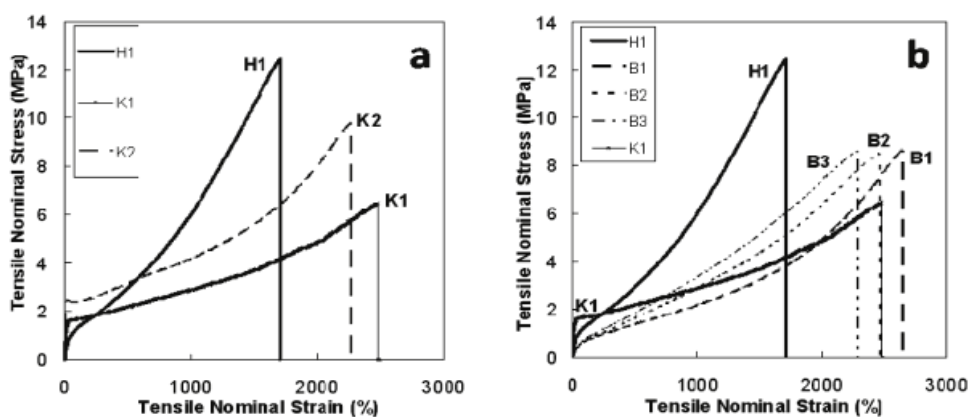 a
Tensile Nominal Stress (MPa)
14
12
10
8
6
4
2
0
H1
K1
K2
H1
K2
K1
0 1000 2000 3000
Tensile Nominal Strain (%)
b
Tensile Nominal Stress (MPa)
14
12
10
8
6
4
2
0
H1
B1
B2
B3
K1
H1
B3
B2
B1
K1
K1
0 1000 2000 3000
Tensile Nominal Strain (%)